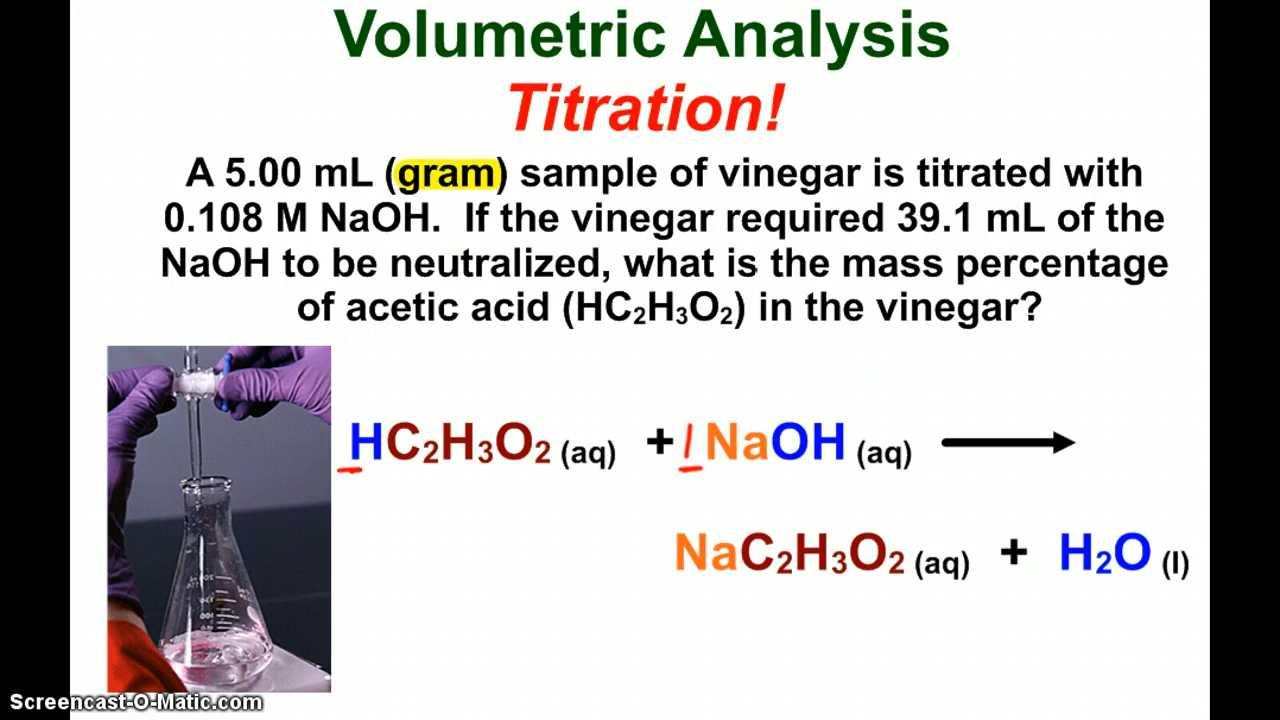 Volumetric Analysis
Titration!
A 5.00 mL (gram) sample of vinegar is titrated with
0.108 M NaOH. If the vinegar required 39.1 mL of the
NaOH to be neutralized, what is the mass percentage
of acetic acid (HC₂H₃O₂) in the vinegar?
HC₂H₃O₂ (aq) + 1 NaOH (aq) →
NaC₂H₃O₂ (aq) + H₂O (l)
Screencast-O-Matic.com